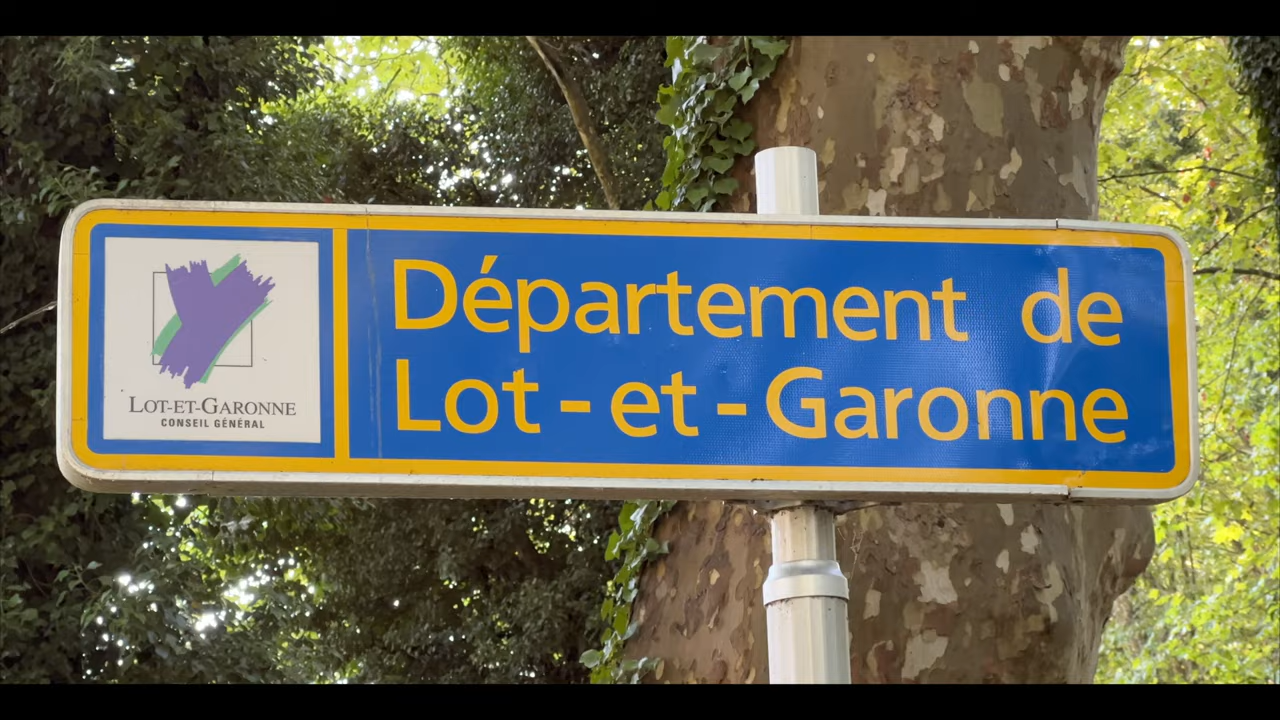 Département de
Lot - et - Garonne
LOT-ET-GARONNE
CONSEIL GÉNÉRAL